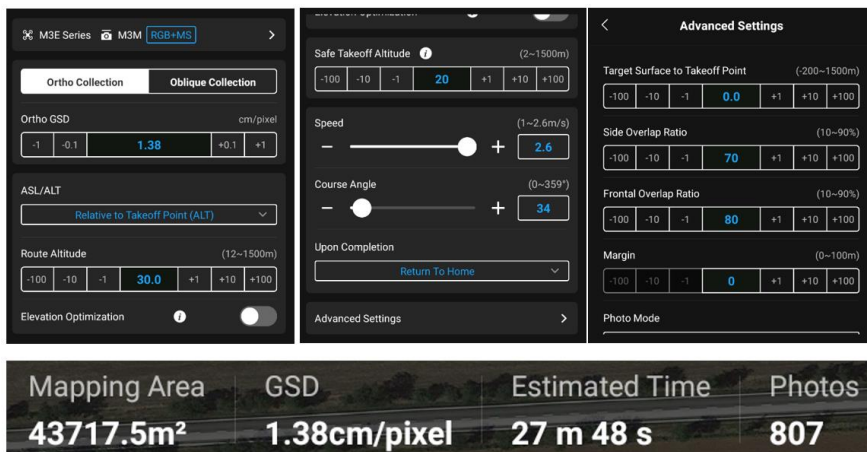 M3E Series M3M RGB+MS
Ortho Collection Oblique Collection
Ortho GSD cm/pixel
-1 -0.1 1.38 +0.1 +1
ASL/ALT
Relative to Takeoff Point (ALT)
Route Altitude (12~1500m)
-100 -10 -1 30.0 +1 +10 +100
Elevation Optimization i
Safe Takeoff Altitude i (2~1500m)
-100 -10 -1 20 +1 +10 +100
Speed (1~2.6m/s)
− + 2.6
Course Angle (0~359°)
− + 34
Upon Completion
Return To Home
Advanced Settings
Advanced Settings
Target Surface to Takeoff Point (-200~1500m)
-100 -10 -1 0.0 +1 +10 +100
Side Overlap Ratio (10~90%)
-100 -10 -1 70 +1 +10 +100
Frontal Overlap Ratio (10~90%)
-100 -10 -1 80 +1 +10 +100
Margin (0~100m)
-100 -10 -1 0 +1 +10 +100
Photo Mode
Mapping Area GSD Estimated Time Photos
43717.5m² 1.38cm/pixel 27 m 48 s 807